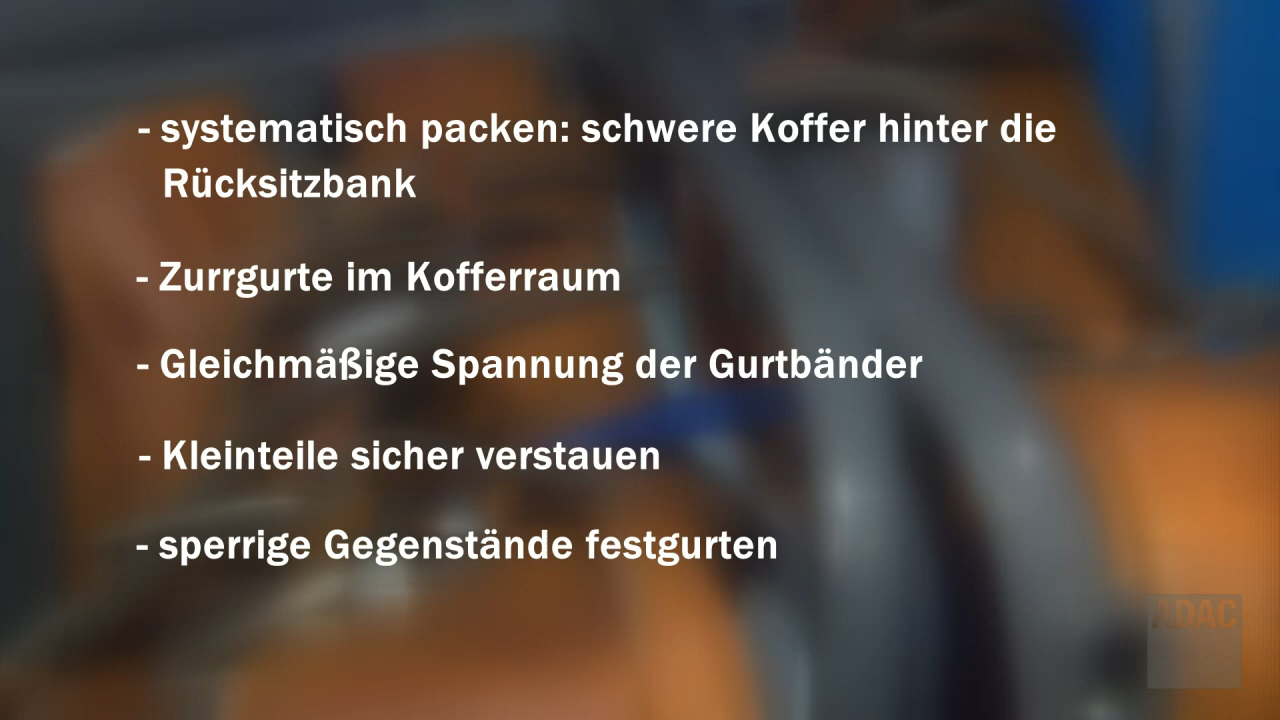 - systematisch packen: schwere Koffer hinter die
Rücksitzbank
- Zurrgurte im Kofferraum
- Gleichmäßige Spannung der Gurtbänder
- Kleinteile sicher verstauen
- sperrige Gegenstände festgurten
ADAC